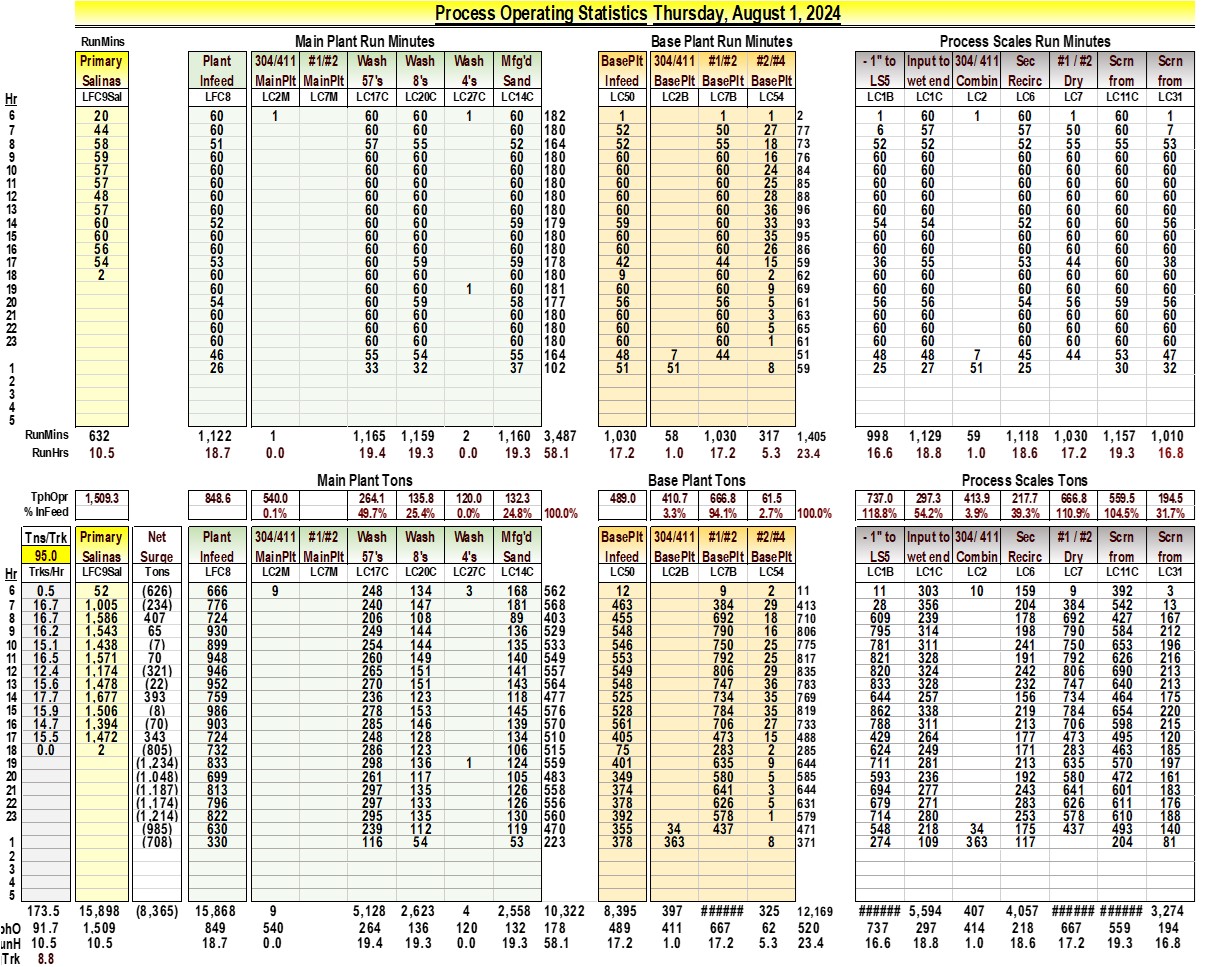 Process Operating Statistics Thursday, August 1, 2024
RunMins Main Plant Run Minutes Base Plant Run Minutes Process Scales Run Minutes
Primary Plant 304/411 #1/#2 Wash Wash Wash Mfg'd BasePlt 304/411 #1/#2 #2/#4 - 1" to Input to 304/ 411 Sec #1 / #2 Scrn Scrn
Salinas Infeed MainPlt MainPlt 57's 8's 4's Sand Infeed BasePlt BasePlt BasePlt LS5 wet end Combin Recirc Dry from from
Hr LFC9Sal LFC8 LC2M LC7M LC17C LC20C LC27C LC14C LC50 LC2B LC7B LC54 LC1B LC1C LC2 LC6 LC7 LC11C LC31
6 20 60 1 60 60 1 60 182 1 1 1 2 1 60 1 60 1 60 1
7 44 60 60 60 60 180 52 50 27 77 6 57 57 50 60 7
8 58 51 57 55 52 164 52 55 18 73 52 52 52 55 55 53
9 59 60 60 60 60 180 60 60 16 76 60 60 60 60 60 60
10 57 60 60 60 60 180 60 60 24 84 60 60 60 60 60 60
11 57 60 60 60 60 180 60 60 25 85 60 60 60 60 60 60
12 48 60 60 60 60 180 60 60 28 88 60 60 60 60 60 60
13 57 60 60 60 60 180 60 60 36 96 60 60 60 60 60 60
14 60 52 60 60 59 179 59 60 33 93 54 54 52 60 60 56
15 60 60 60 60 60 180 60 60 35 95 60 60 60 60 60 60
16 56 60 60 60 60 180 60 60 26 86 60 60 60 60 60 60
17 54 53 60 59 59 178 42 44 15 59 36 55 53 44 60 38
18 2 60 60 60 60 180 9 60 2 62 60 60 60 60 60 60
19 60 60 60 1 60 181 60 60 9 69 60 60 60 60 60 60
20 54 60 59 58 177 56 56 5 61 56 56 54 56 59 56
21 60 60 60 60 180 60 60 3 63 60 60 60 60 60 60
22 60 60 60 60 180 60 60 5 65 60 60 60 60 60 60
23 60 60 60 60 180 60 60 1 61 60 60 60 60 60 60
46 55 54 55 164 48 7 44 51 48 48 7 45 44 53 47
1 26 33 32 37 102 51 51 8 59 25 27 51 25 30 32
2
3
4
5
RunMins 632 1,122 1 1,165 1,159 2 1,160 3,487 1,030 58 1,030 317 1,405 998 1,129 59 1,118 1,030 1,157 1,010
RunHrs 10.5 18.7 0.0 19.4 19.3 0.0 19.3 58.1 17.2 1.0 17.2 5.3 23.4 16.6 18.8 1.0 18.6 17.2 19.3 16.8
Main Plant Tons Base Plant Tons Process Scales Tons
TphOpr 1,509.3 848.6 540.0 264.1 135.8 120.0 132.3 489.0 410.7 666.8 61.5 737.0 297.3 413.9 217.7 666.8 559.5 194.5
% InFeed 0.1% 49.7% 25.4% 0.0% 24.8% 100.0% 3.3% 94.1% 2.7% 100.0% 118.8% 54.2% 3.9% 39.3% 110.9% 104.5% 31.7%
Tns/Trk Primary Net Plant 304/411 #1/#2 Wash Wash Wash Mfg'd BasePlt 304/411 #1/#2 #2/#4 - 1" to Input to 304/ 411 Sec #1 / #2 Scrn Scrn
95.0 Salinas Surge Infeed MainPlt MainPlt 57's 8's 4's Sand Infeed BasePlt BasePlt BasePlt LS5 wet end Combin Recirc Dry from from
Hr Trks/Hr LFC9Sal Tons LFC8 LC2M LC7M LC17C LC20C LC27C LC14C LC50 LC2B LC7B LC54 LC1B LC1C LC2 LC6 LC7 LC11C LC31
6 0.5 52 (626) 666 9 248 134 3 168 562 12 9 2 11 11 303 10 159 9 392 3
7 16.7 1,005 (234) 776 240 147 181 568 463 384 29 413 28 356 204 384 542 13
8 16.7 1,586 407 724 206 108 89 403 455 692 18 710 609 239 178 692 427 167
9 16.2 1,543 65 930 249 144 136 529 548 790 16 806 795 314 198 790 584 212
10 15.1 1,438 (7) 899 254 144 135 533 546 750 25 775 781 311 241 750 653 196
11 16.5 1,571 70 948 260 149 140 549 553 792 25 817 821 328 191 792 626 216
12 12.4 1,174 (321) 946 265 151 141 557 549 806 29 835 820 324 242 806 690 213
13 15.6 1,478 (22) 952 270 151 143 564 548 747 36 783 833 328 232 747 640 213
14 17.7 1,677 393 759 236 123 118 477 525 734 35 769 644 257 156 734 464 175
15 15.9 1,506 (8) 986 278 153 145 576 528 784 35 819 862 338 219 784 654 220
16 14.7 1,394 (70) 903 285 146 139 570 561 706 27 733 788 311 213 706 598 215
17 15.5 1,472 343 724 248 128 134 510 405 473 15 488 429 264 177 473 495 120
18 0.0 2 (805) 732 286 123 106 515 75 283 2 285 624 249 171 283 463 185
19 (1,234) 833 298 136 1 124 559 401 635 9 644 711 281 213 635 570 197
20 (1,048) 699 261 117 105 483 349 580 5 585 593 236 192 580 472 161
21 (1,187) 813 297 135 126 558 374 641 3 644 694 277 243 641 601 183
22 (1,174) 796 297 133 126 556 378 626 5 631 679 271 283 626 611 176
23 (1,214) 822 295 135 130 560 392 578 1 579 714 280 253 578 610 188
(985) 630 239 112 119 470 355 34 437 471 548 218 34 175 437 493 140
1 (708) 330 116 54 53 223 378 363 8 371 274 109 363 117 204 81
2
3
4
5
173.5 15,898 (8,365) 15,868 9 5,128 2,623 4 2,558 10,322 8,395 397 ###### 325 12,169 ###### 5,594 407 4,057 ###### ###### 3,274
phO 91.7 1,509 849 540 264 136 120 132 178 489 411 667 62 520 737 297 414 218 667 559 194
unH 10.5 10.5 18.7 0.0 19.4 19.3 0.0 19.3 58.1 17.2 1.0 17.2 5.3 23.4 16.6 18.8 1.0 18.6 17.2 19.3 16.8
Trk 8.8